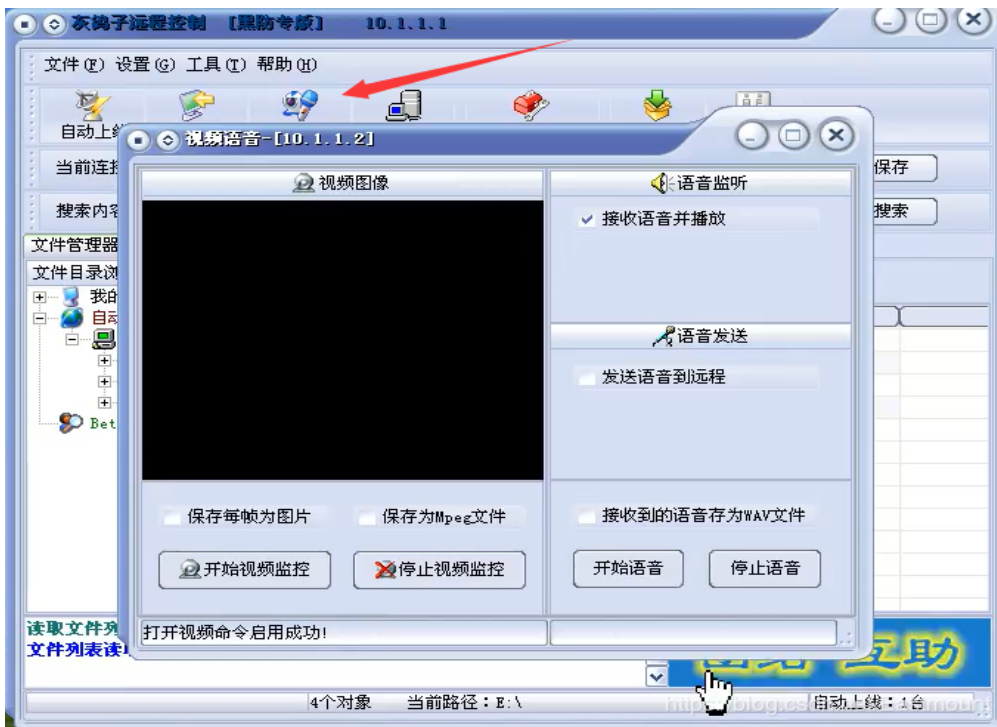 灰鸽子远程控制 【黑防专版】 10.1.1.1
文件(F) 设置(G) 工具(T) 帮助(H)
自动上线
视频语音-[10.1.1.2]
当前连接
保存
搜索内容
搜索
文件管理器
文件目录浏
我的
自动
Bet
视频图像
语音监听
接收语音并播放
语音发送
发送语音到远程
保存每帧为图片
保存为Mpeg文件
接收到的语音存为WAV文件
开始视频监控
停止视频监控
开始语音
停止语音
打开视频命令启用成功!
读取文件列
文件列表读
互助
4个对象
当前路径:E:\
自动上线:1台